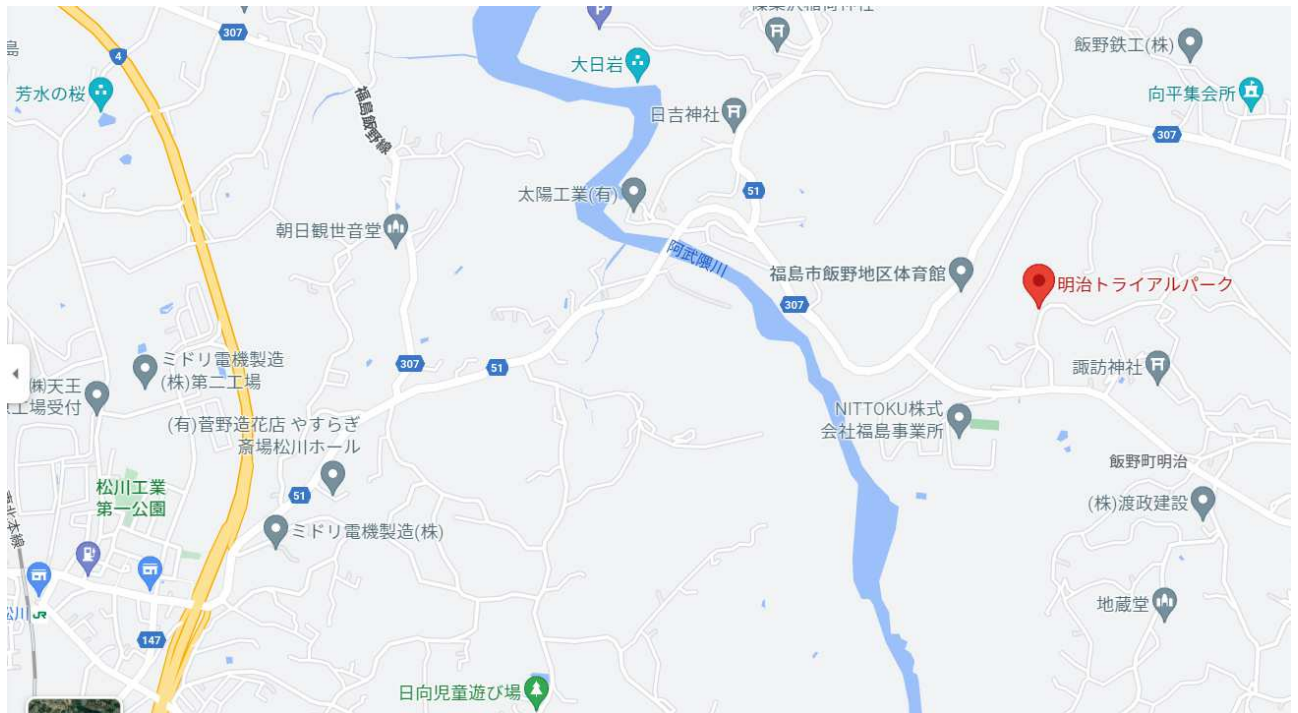 307
4
島
芳水の桜
福島飯野線
大日岩
飯野鉄工(株)
向平集会所
日吉神社
307
51
太陽工業(有)
朝日観世音堂
阿武隈川
福島市飯野地区体育館
明治トライアルパーク
307
ミドリ電機製造
(株)第二工場
307
51
諏訪神社
㈱天王
工場受付
(有)菅野造花店 やすらぎ
斎場松川ホール
NITTOKU株式
会社福島事業所
飯野町明治
松川工業
第一公園
51
(株)渡政建設
ミドリ電機製造(株)
東北本線
地蔵堂
松川
JR
147
日向児童遊び場